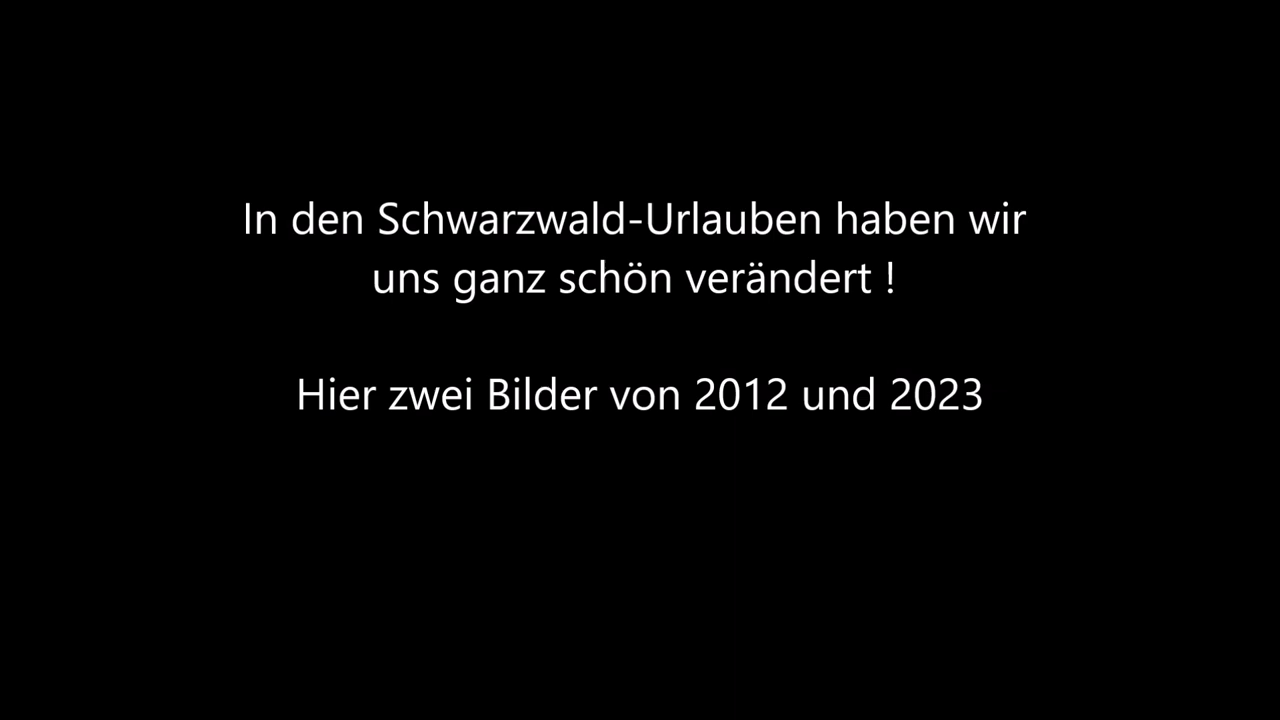 In den Schwarzwald-Urlauben haben wir
uns ganz schön verändert !
Hier zwei Bilder von 2012 und 2023